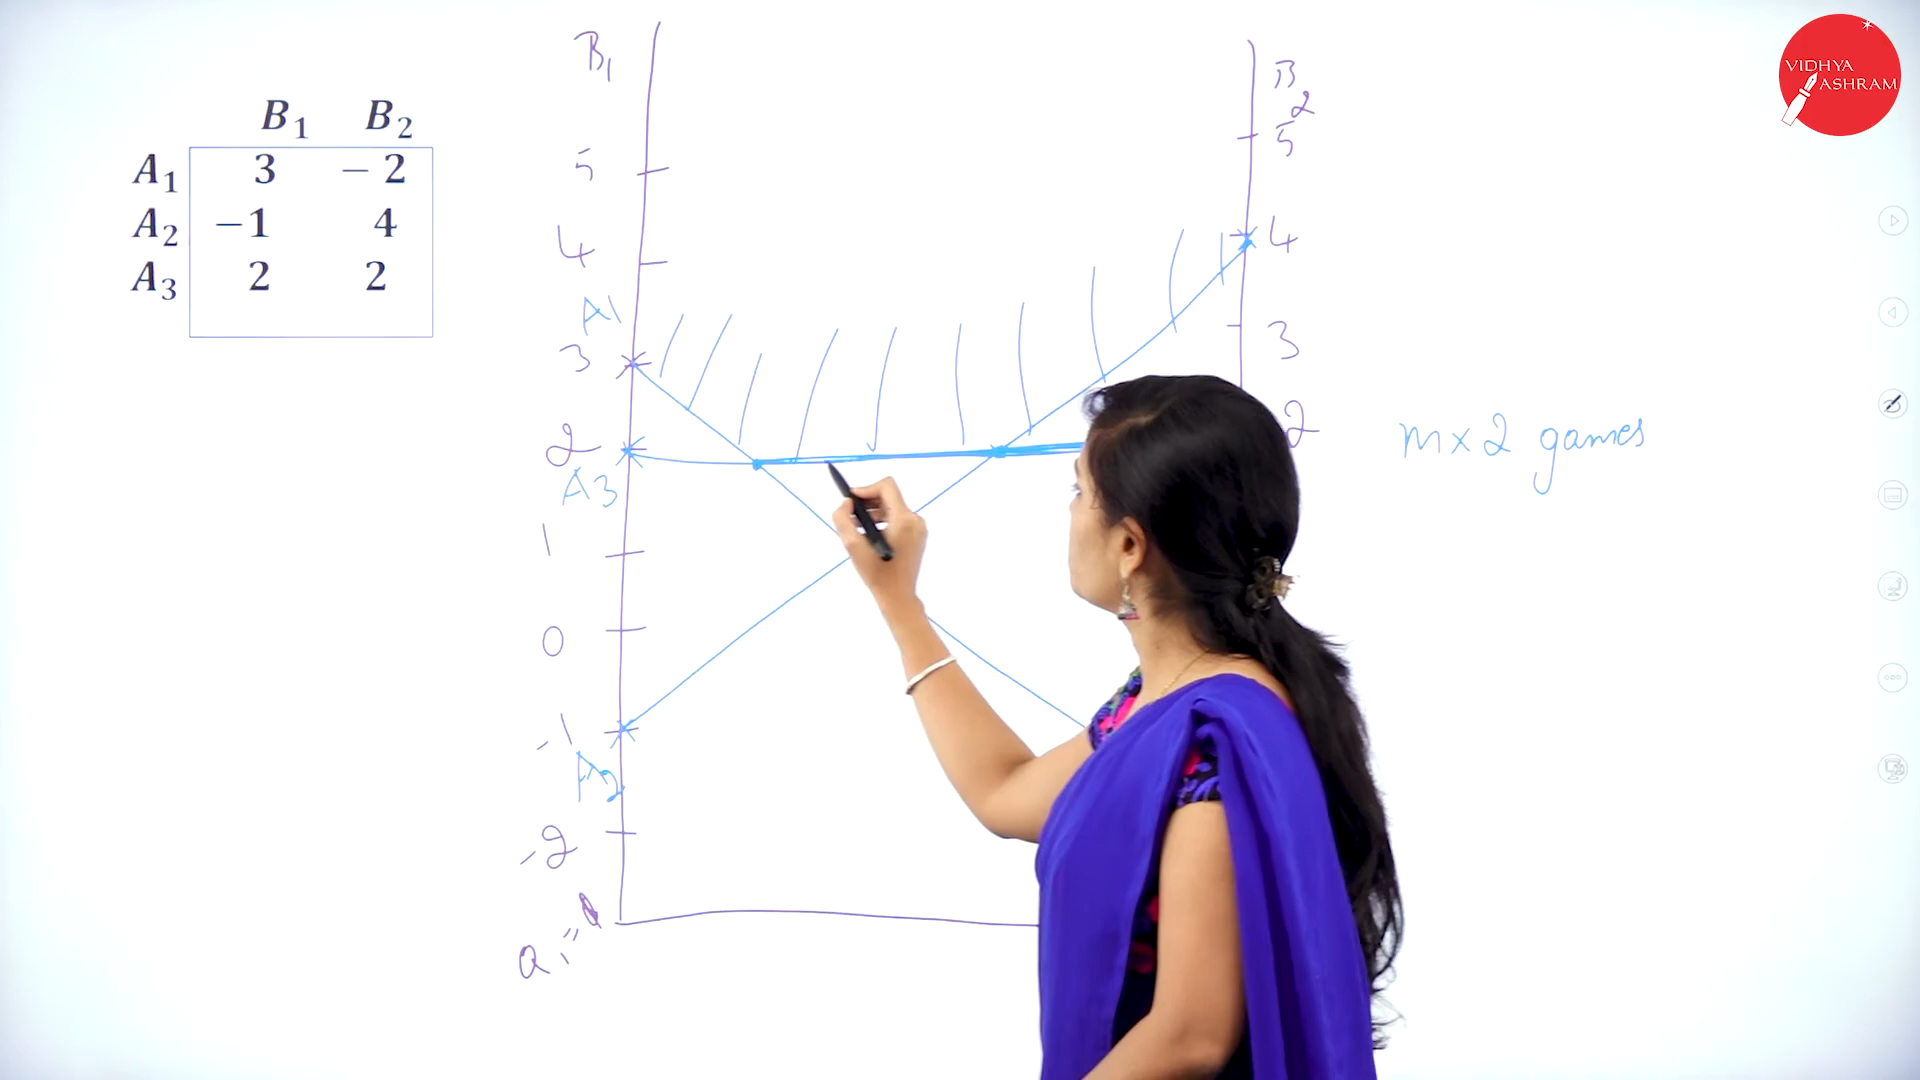 B1 B2
A1 3 −2
A2 −1 4
A3 2 2
B1
5
4
A1
3
2
A3
1
0
-1
A2
-2
B2
5
4
3
2
m×2 games
VIDHYA
ASHRAM